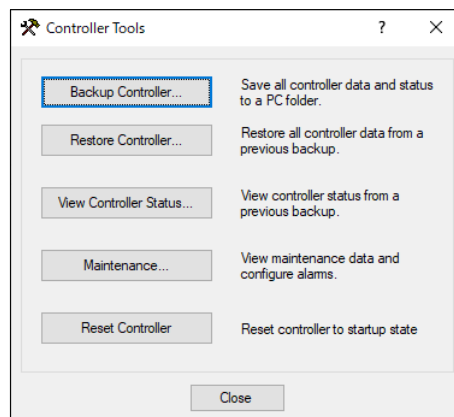 Controller Tools
?
Backup Controller...
Save all controller data and status
to a PC folder.
Restore Controller...
Restore all controller data from a
previous backup.
View Controller Status...
View controller status from a
previous backup.
Maintenance...
View maintenance data and
configure alarms.
Reset Controller
Reset controller to startup state
Close